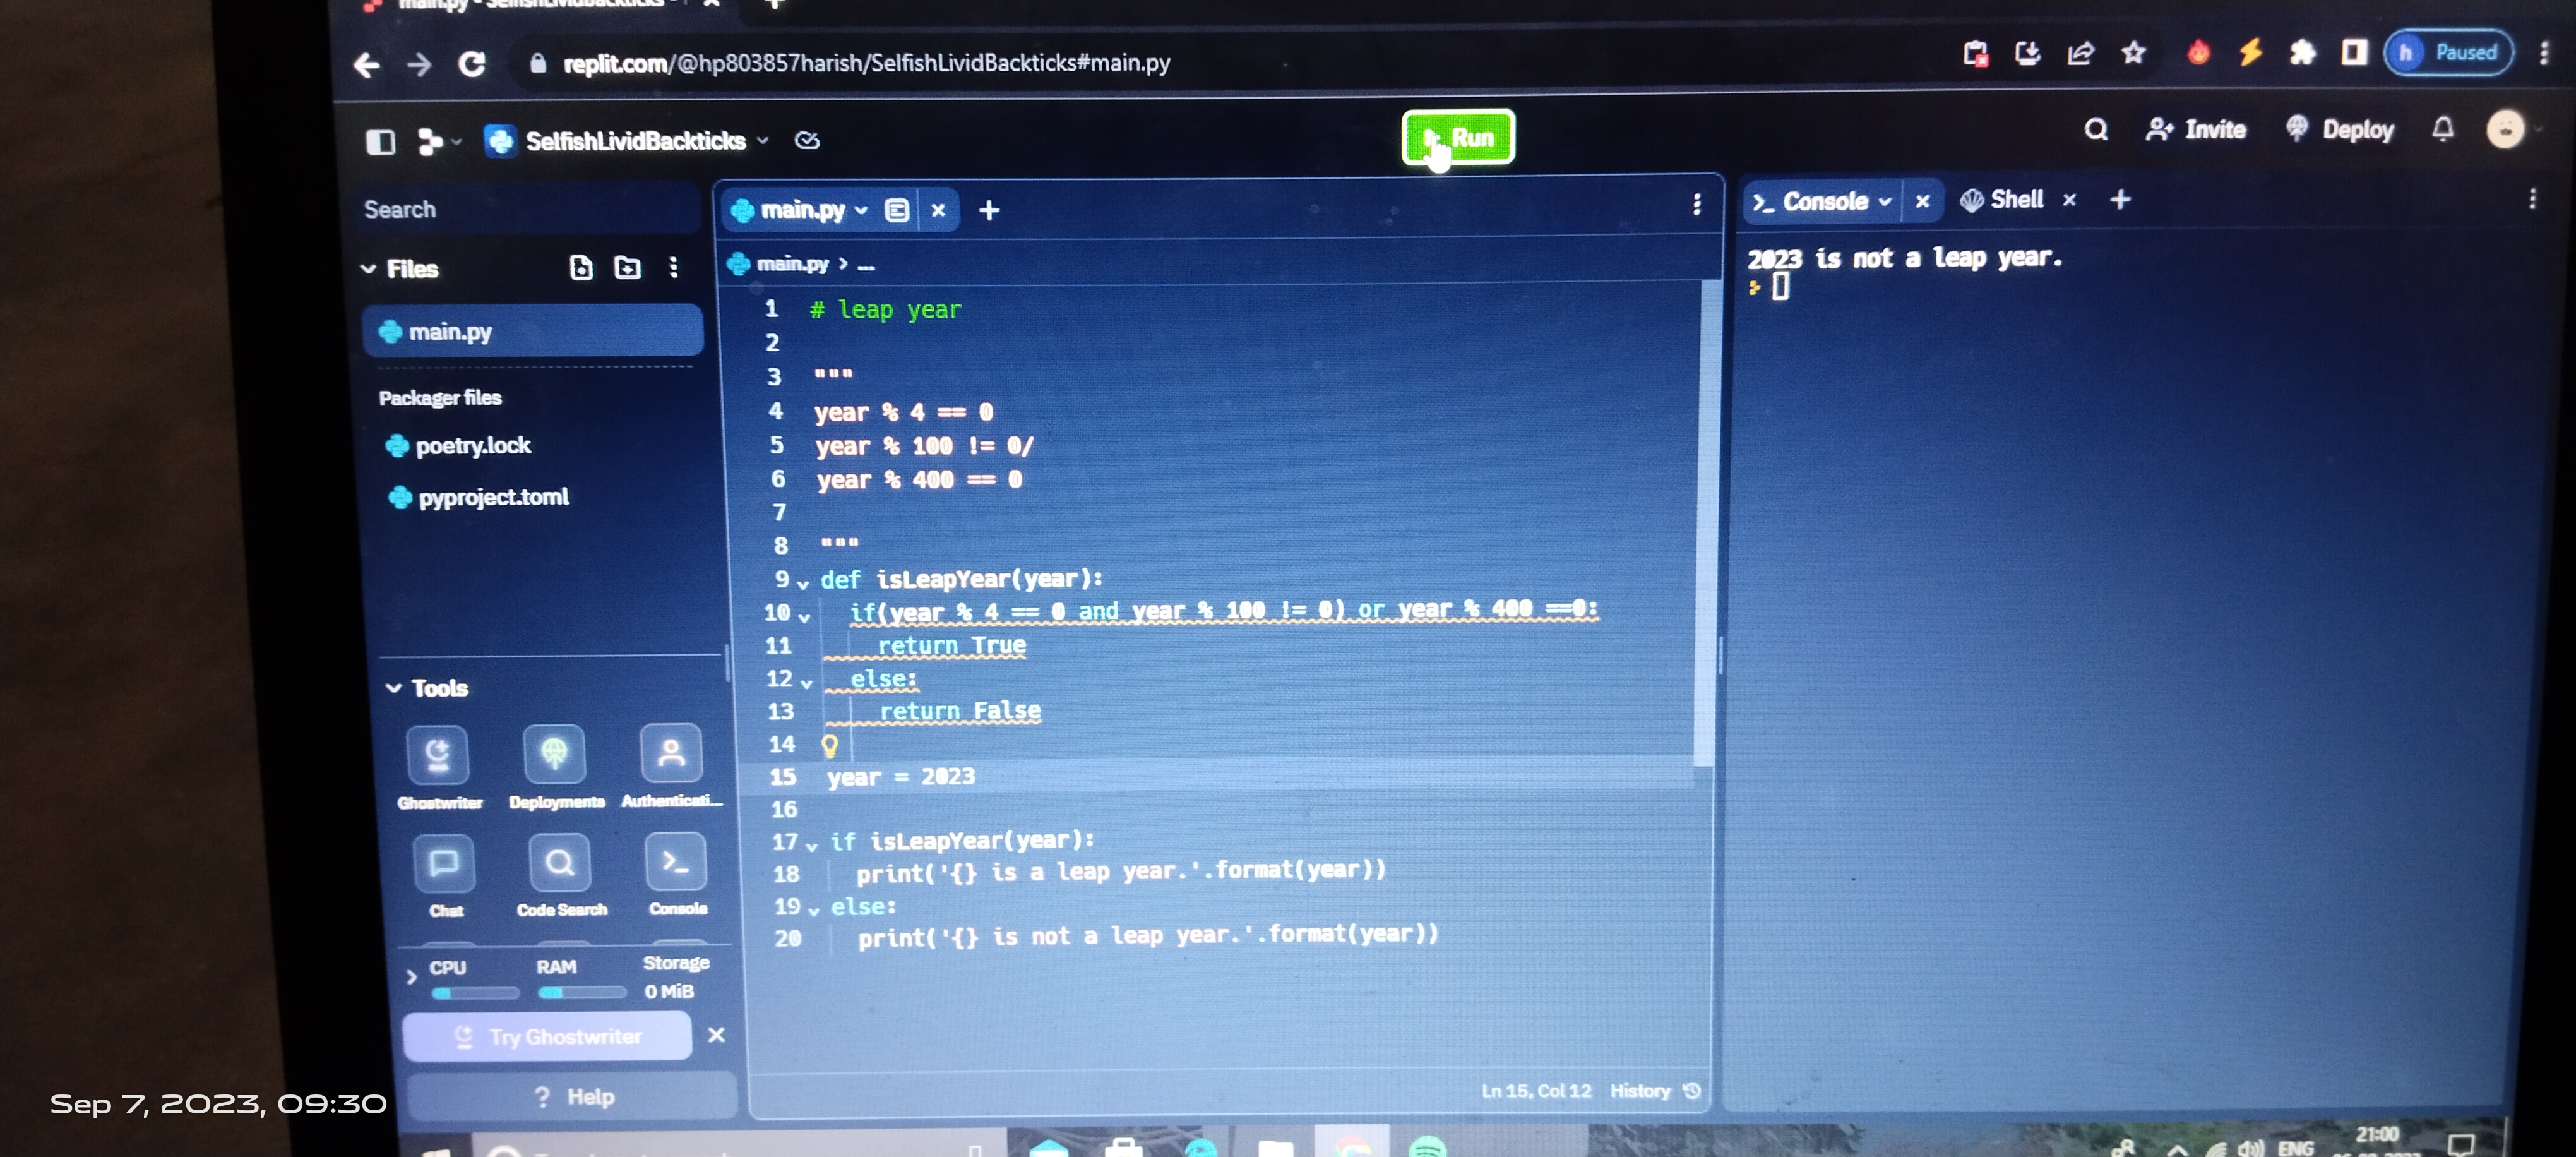 replit.com/@hp803857harish/SelfishLividBackticks#main.py
Paused
SelfishLividBackticks
Run
Invite
Deploy
Search
Files
main.py
Packager files
poetry.lock
pyproject.toml
Tools
Ghostwriter
Deployments
Authenticati...
Chat
Code Search
Console
CPU
RAM
Storage
0 MiB
Try Ghostwriter
? Help
main.py
main.py > ...
1 # leap year
2
3 """
4 year % 4 == 0
5 year % 100 != 0/
6 year % 400 == 0
7
8 """
9 def isLeapYear(year):
10 if(year % 4 == 0 and year % 100 != 0) or year % 400 ==0:
11 return True
12 else:
13 return False
14
15 year = 2023
16
17 if isLeapYear(year):
18 print('{} is a leap year.'.format(year))
19 else:
20 print('{} is not a leap year.'.format(year))
Ln 15, Col 12 History
>_ Console
Shell
2023 is not a leap year.
ENG
21:00
Sep 7, 2023, 09:30